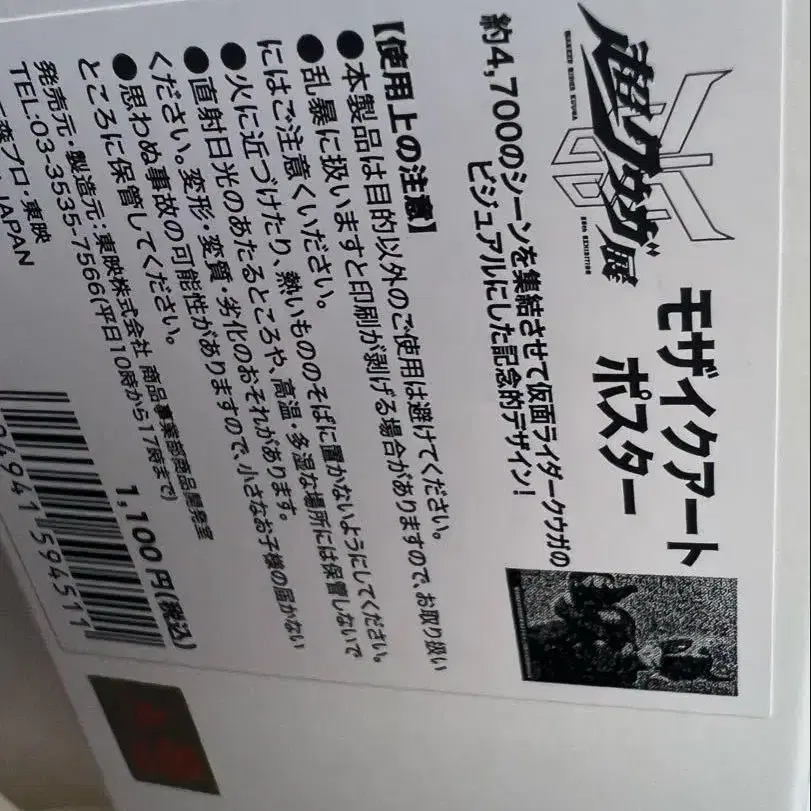 超クウガ展
MASKED RIDER KUUGA
20th EXHIBITION
モザイクアート
ポスター
約4,700のシーンを集結させて仮面ライダークウガの
ビジュアルにした記念的デザイン!
【使用上の注意】
●本製品は目的以外のご使用は避けてください。
●乱暴に扱いますと印刷が剥げる場合がありますので、お取り扱い
にはご注意ください。
●火に近づけたり、熱いもののそばに置かないようにしてください。
●直射日光のあたるところや、高温・多湿な場所には保管しないで
ください。変形・変質・劣化のおそれがあります。
●思わぬ事故の可能性がありますので、小さなお子様の届かない
ところに保管してください。
発売元・製造元:東映株式会社 商品事業部商品開発室
TEL:03-3535-7566(平日10時から17時まで)
森プロ・東映
JAPAN
1,100円(税込)
594511